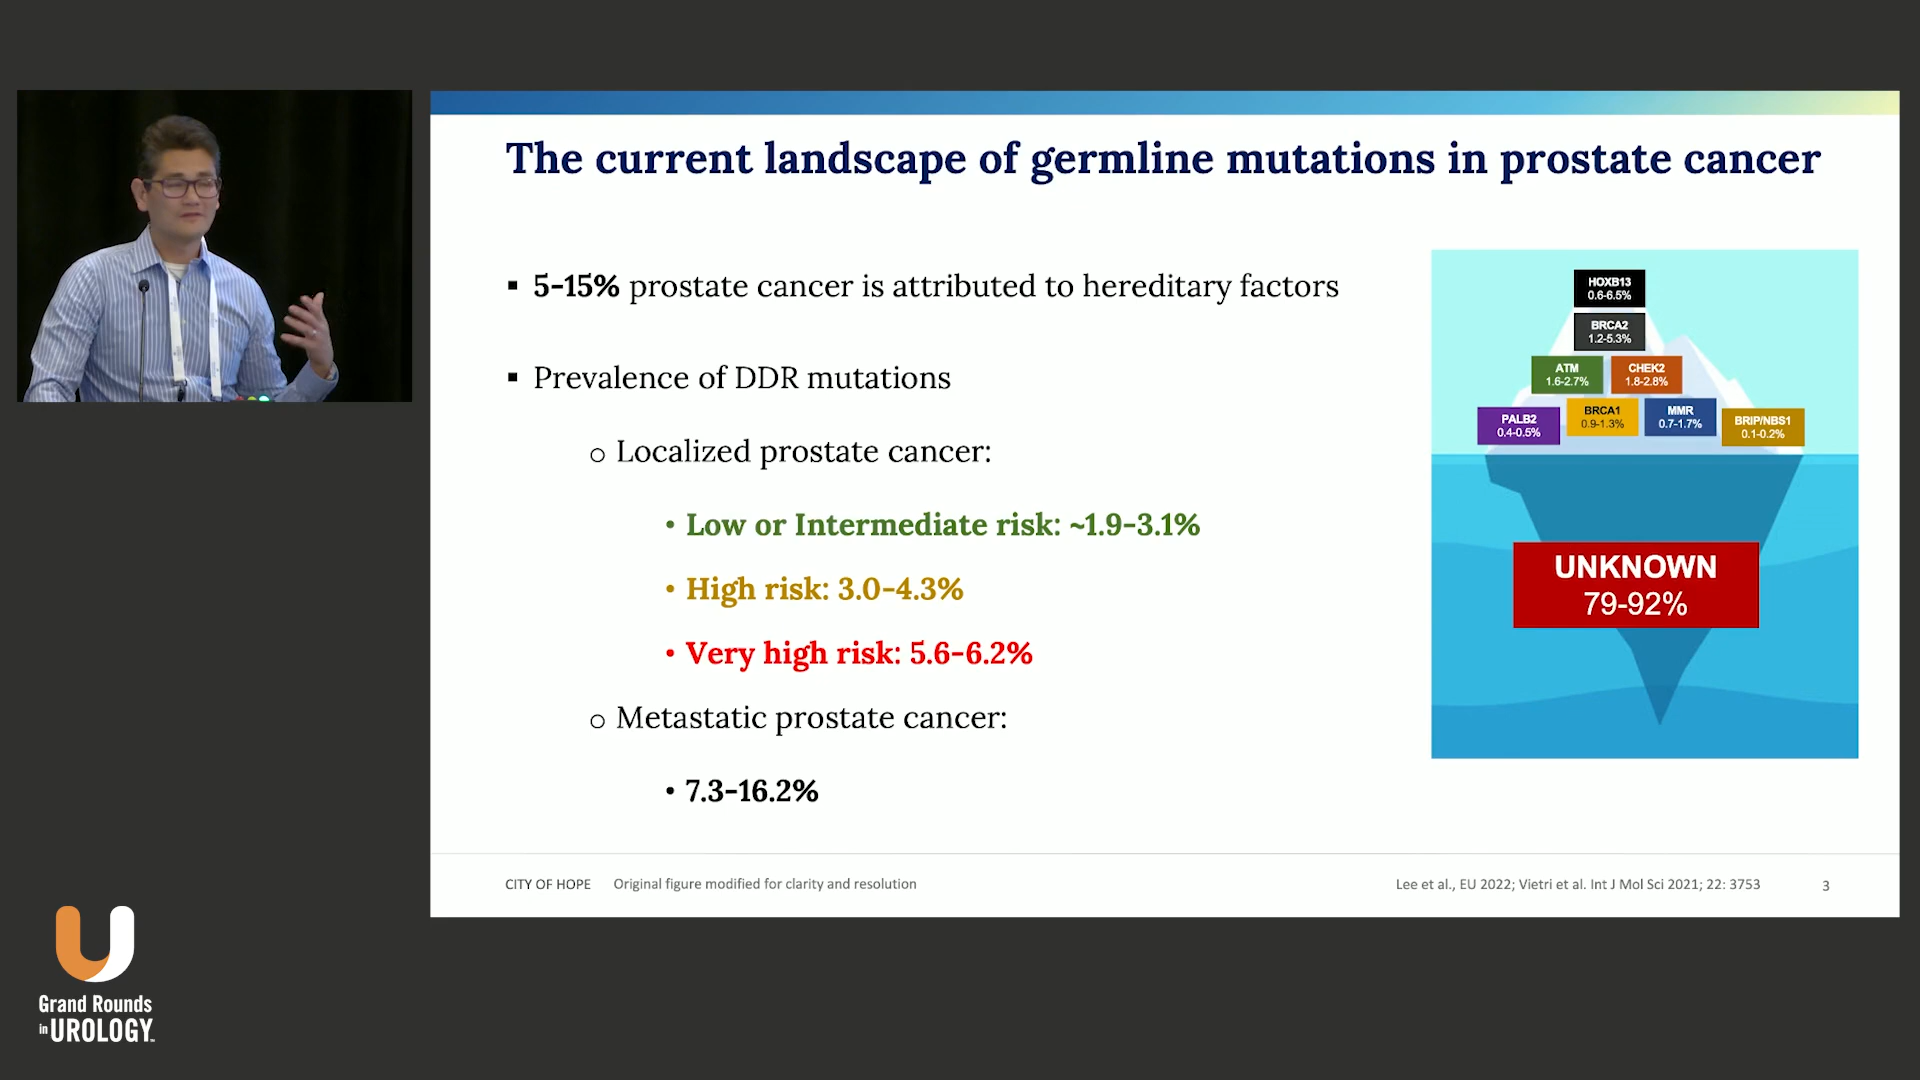 The current landscape of germline mutations in prostate cancer
▪ 5-15% prostate cancer is attributed to hereditary factors
▪ Prevalence of DDR mutations
o Localized prostate cancer:
• Low or Intermediate risk: ~1.9-3.1%
• High risk: 3.0-4.3%
• Very high risk: 5.6-6.2%
o Metastatic prostate cancer:
• 7.3-16.2%
HOXB13
0.6-6.5%
BRCA2
1.2-5.3%
ATM
1.6-2.7%
CHEK2
1.8-2.8%
PALB2
0.4-0.5%
BRCA1
0.9-1.3%
MMR
0.7-1.7%
BRIP/NBS1
0.1-0.2%
UNKNOWN
79-92%
CITY OF HOPE Original figure modified for clarity and resolution
Lee et al., EU 2022; Vietri et al. Int J Mol Sci 2021; 22: 3753 3
Grand Rounds
in UROLOGY™